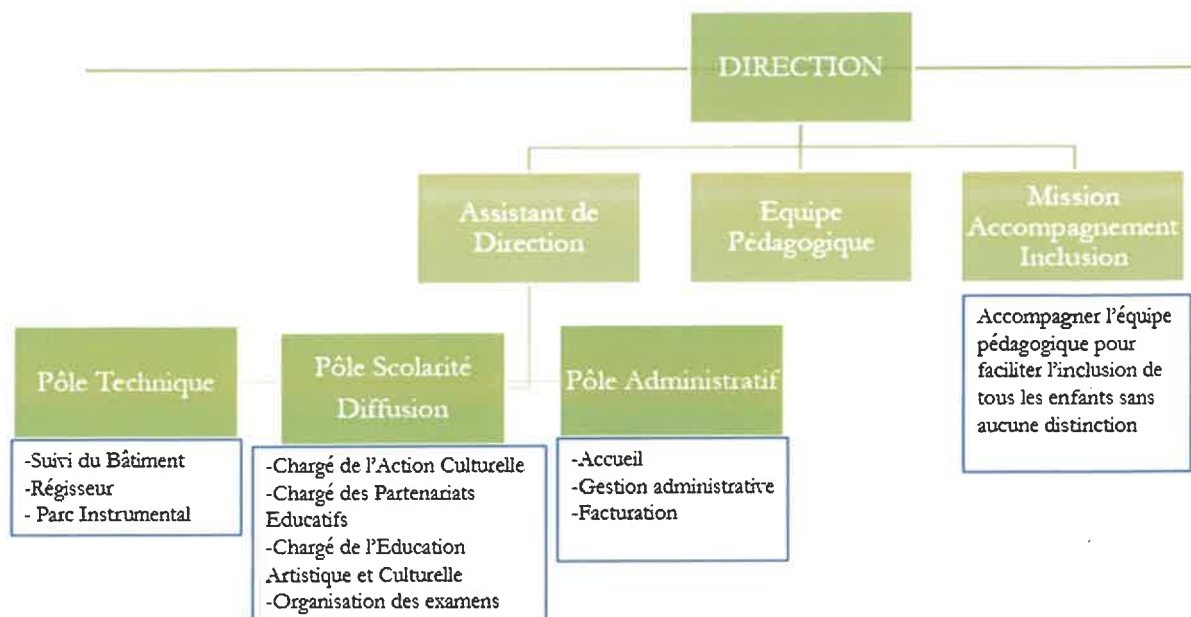 DIRECTION
Assistant de
Direction
Equipe
Pédagogique
Mission
Accompagnement
Inclusion
Accompagner l'équipe
pédagogique pour
faciliter l'inclusion de
tous les enfants sans
aucune distinction
Pôle Technique
-Suivi du Bâtiment
-Régisseur
- Parc Instrumental
Pôle Scolarité
Diffusion
-Chargé de l'Action Culturelle
-Chargé des Partenariats
Educatifs
-Chargé de l'Education
Artistique et Culturelle
-Organisation des examens
Pôle Administratif
-Accueil
-Gestion administrative
-Facturation